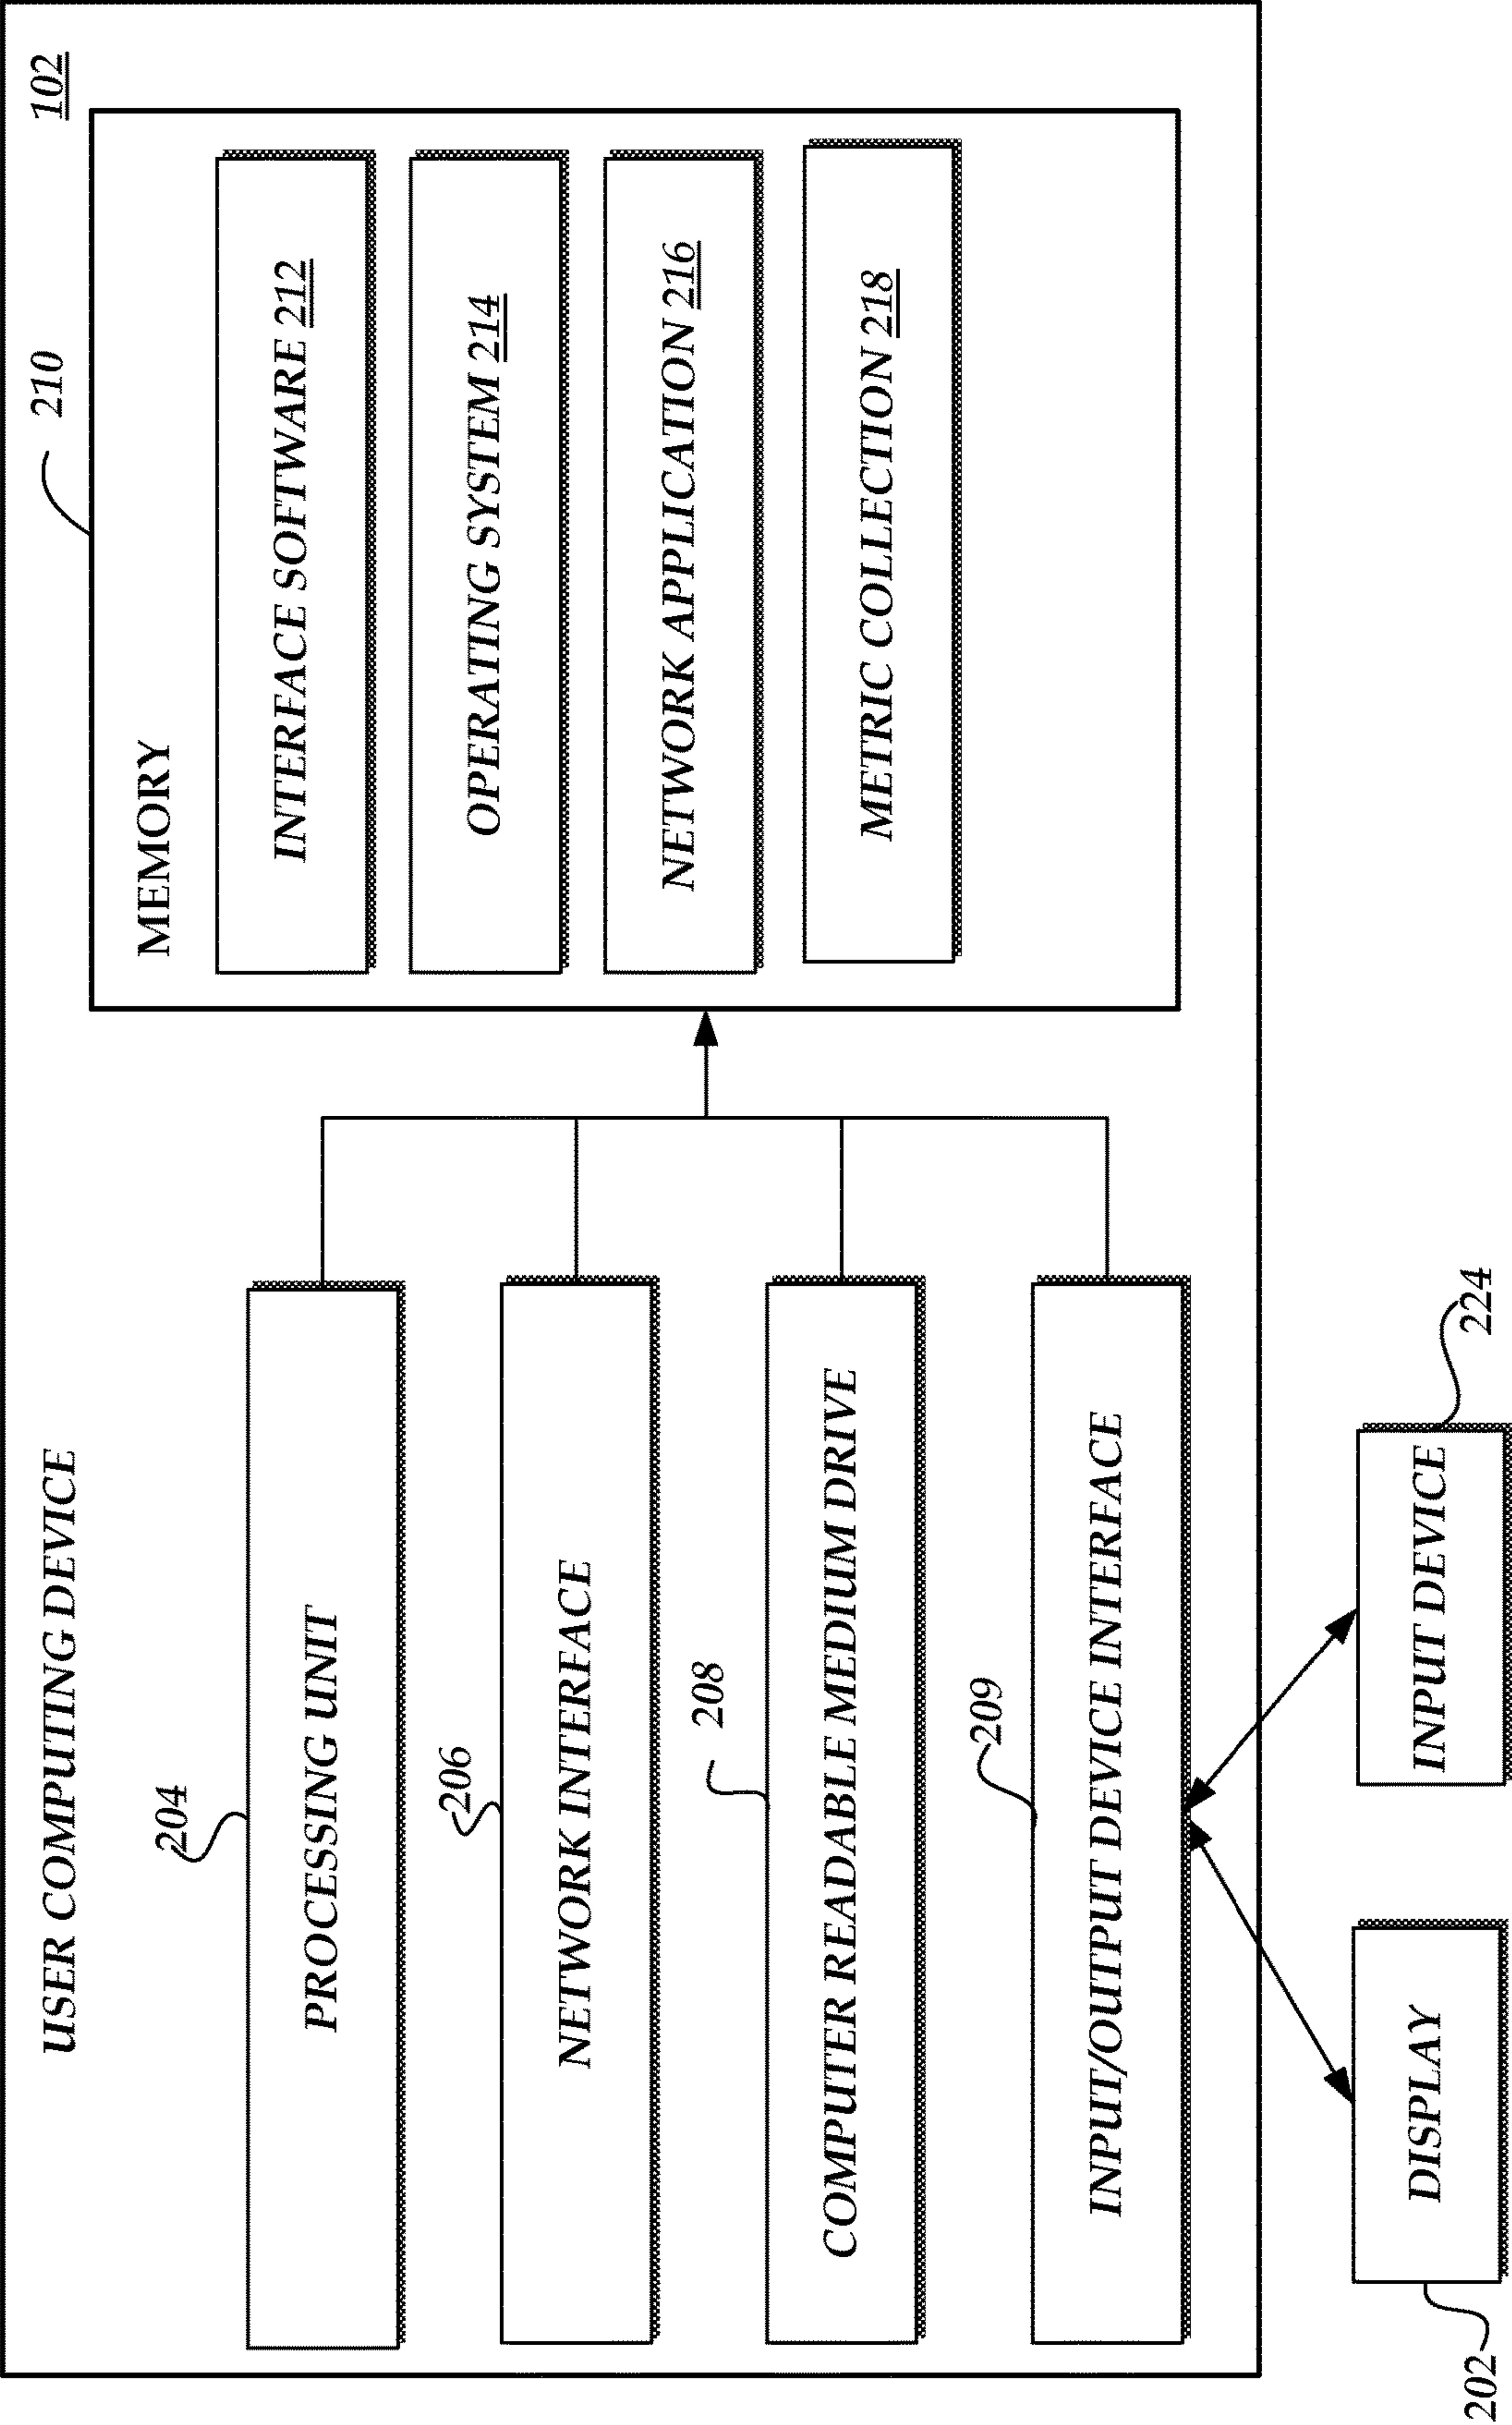 102
USER COMPUTING DEVICE
210
MEMORY
204
PROCESSING UNIT
INTERFACE SOFTWARE 212
206
NETWORK INTERFACE
OPERATING SYSTEM 214
208
COMPUTER READABLE MEDIUM DRIVE
NETWORK APPLICATION 216
209
INPUT/OUTPUT DEVICE INTERFACE
METRIC COLLECTION 218
DISPLAY
INPUT DEVICE
202
224